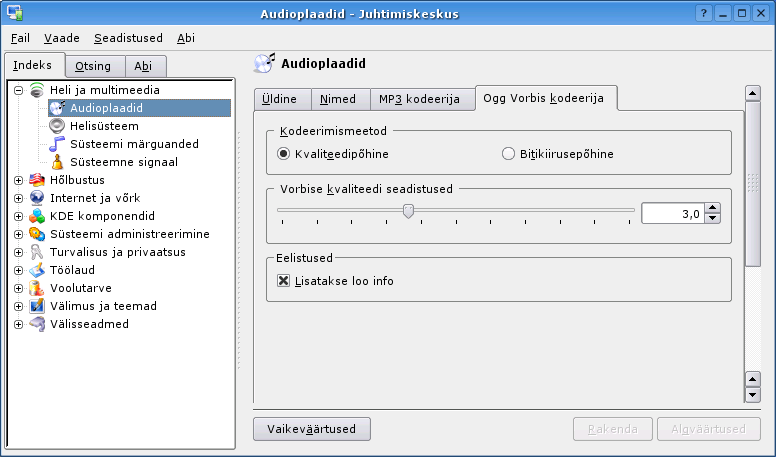 Audioplaadid - Juhtimiskeskus
Fail Vaade Seadistused Abi
Indeks Otsing Abi
Heli ja multimeedia
Audioplaadid
Helisüsteem
Süsteemi märguanded
Süsteemne signaal
Hõlbustus
Internet ja võrk
KDE komponendid
Süsteemi administreerimine
Turvalisus ja privaatsus
Töölaud
Voolutarve
Välimus ja teemad
Välisseadmed
Audioplaadid
Üldine Nimed MP3 kodeerija Ogg Vorbis kodeerija
Kodeerimismeetod
Kvaliteedipõhine Bitikiirusepõhine
Vorbise kvaliteedi seadistused
3,0
Eelistused
Lisatakse loo info
Vaikeväärtused Rakenda Algväärtused